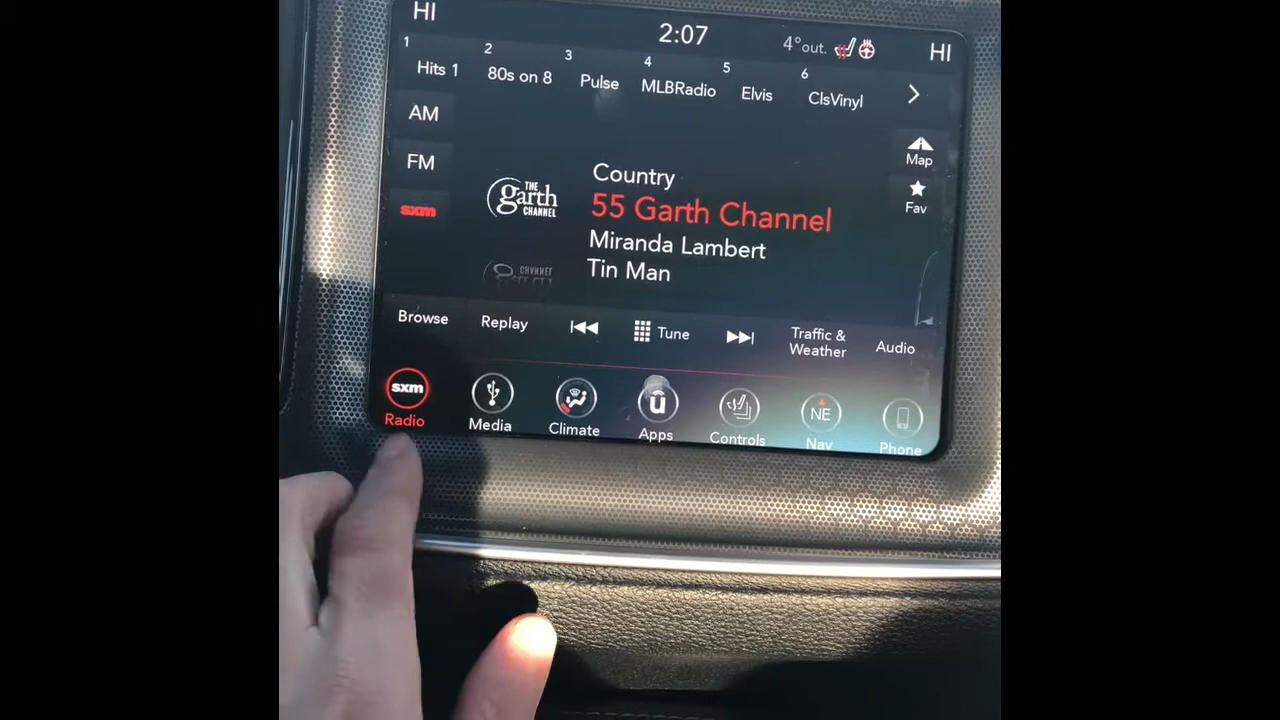 HI
2:07
4°out.
HI
1
2
3
4
5
6
Hits 1
80s on 8
Pulse
MLBRadio
Elvis
ClsVinyl
AM
FM
sxm
THE
garth
CHANNEL
Country
55 Garth Channel
Miranda Lambert
Tin Man
Map
Fav
Browse
Replay
Tune
Traffic &
Weather
Audio
sxm
Radio
Media
Climate
u
Apps
Controls
NE
Nav
Phone